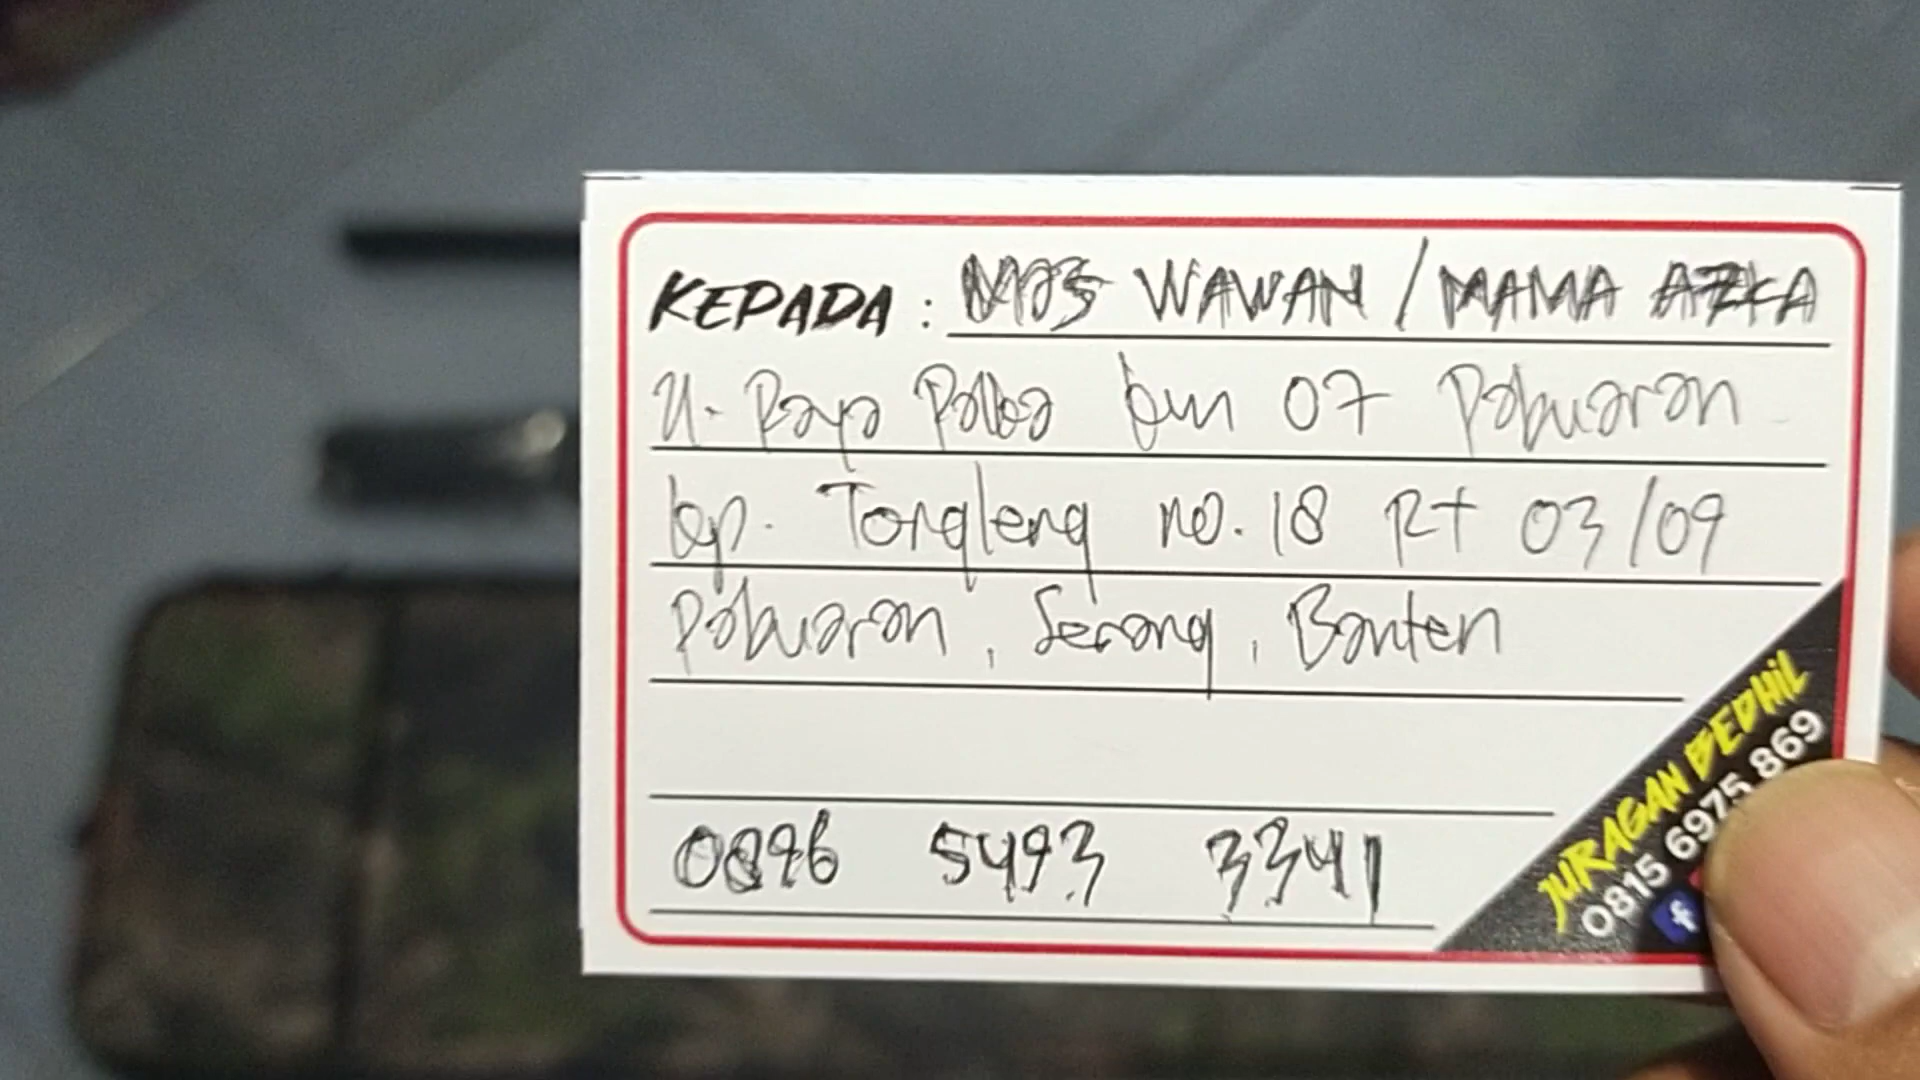 KEPADA : MAS WAWAN / MAMA AZKA
Jl. Raya Palka km 07 Pabuaran
kp. Tongleng no. 18 Rt 03/09
Pabuaran, Serang, Banten
0896 5493 3341
JURAGAN BEDHIL
0815 6975 869